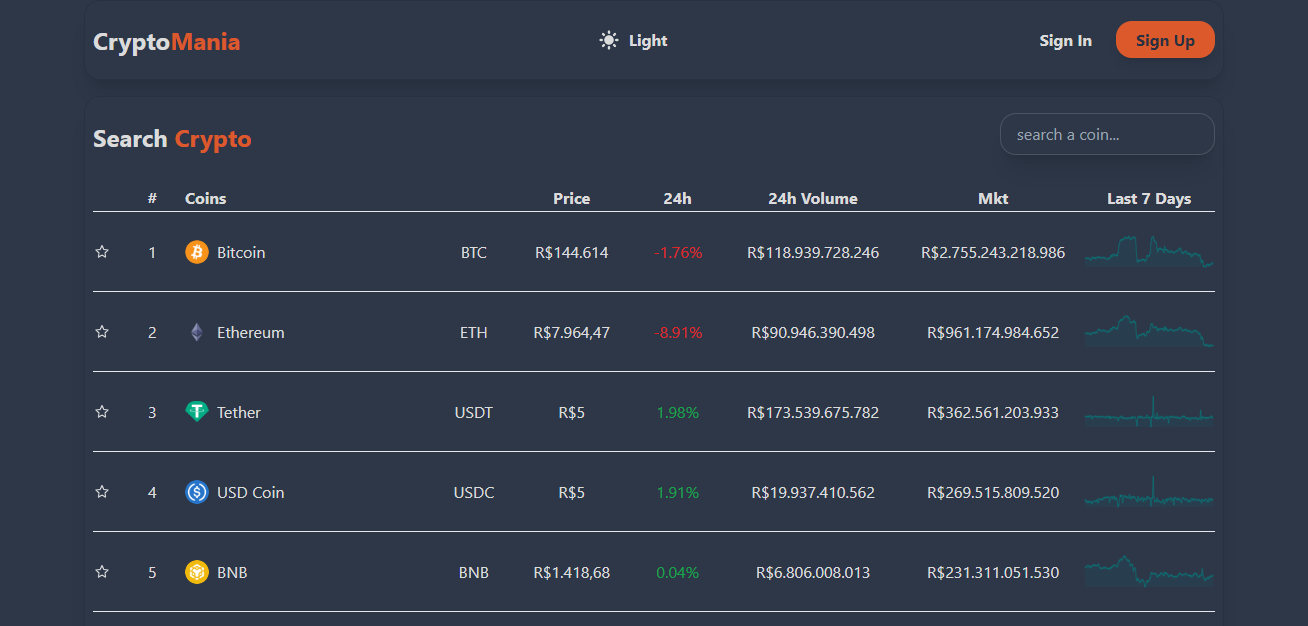 CryptoMania Light Sign In Sign Up
Search Crypto search a coin...
# Coins Price 24h 24h Volume Mkt Last 7 Days
1 Bitcoin BTC R$144.614 -1.76% R$118.939.728.246 R$2.755.243.218.986
2 Ethereum ETH R$7.964,47 -8.91% R$90.946.390.498 R$961.174.984.652
3 Tether USDT R$5 1.98% R$173.539.675.782 R$362.561.203.933
4 USD Coin USDC R$5 1.91% R$19.937.410.562 R$269.515.809.520
5 BNB BNB R$1.418,68 0.04% R$6.806.008.013 R$231.311.051.530